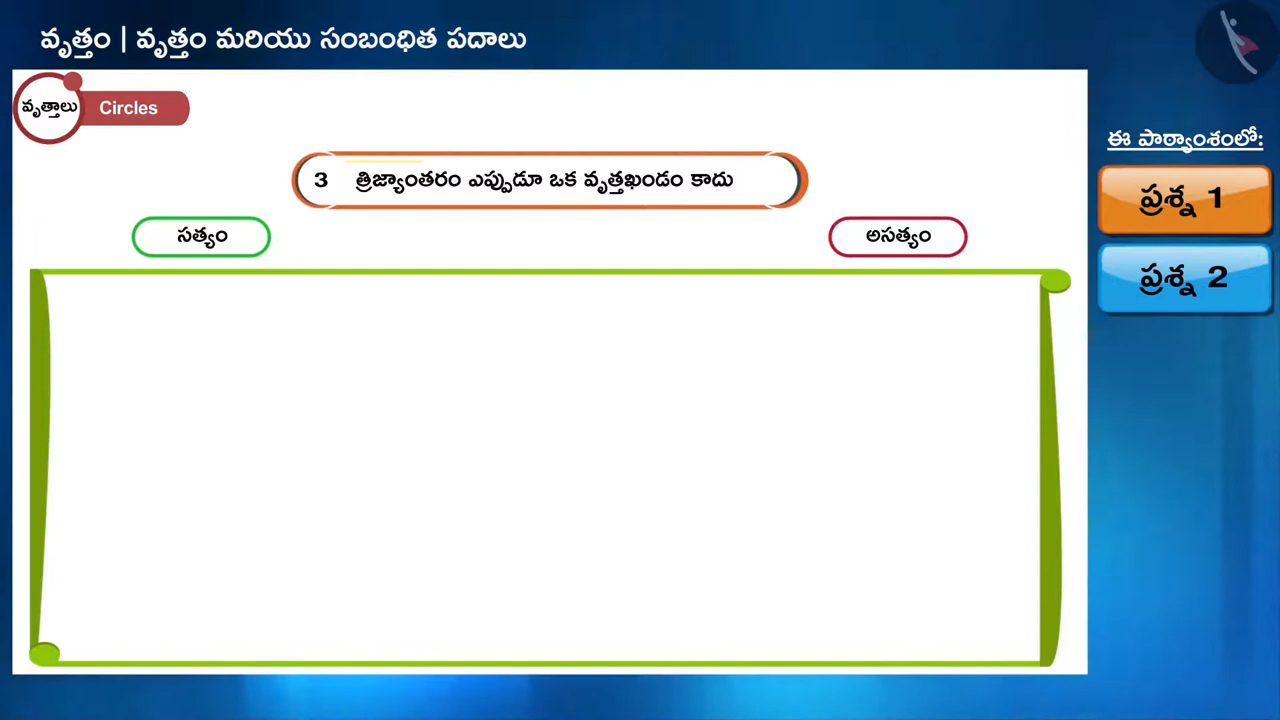 వృత్తం | వృత్తం మరియు సంబంధిత పదాలు
వృత్తాలు Circles
ఈ పాఠ్యాంశంలో:
3 త్రిజ్యాంతరం ఎప్పుడూ ఒక వృత్తఖండం కాదు
ప్రశ్న 1
సత్యం అసత్యం
ప్రశ్న 2